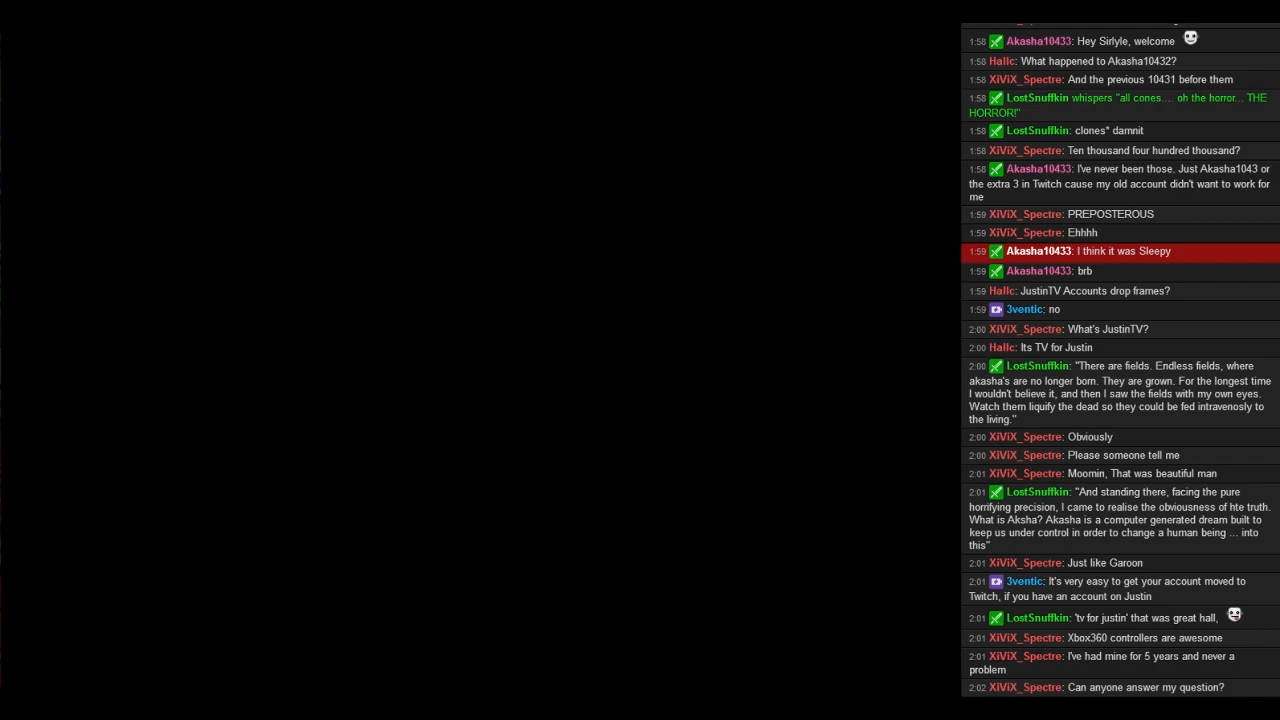 1:58 Akasha10433: Hey Sirlyle, welcome
1:58 Hallc: What happened to Akasha10432?
1:58 XiViX_Spectre: And the previous 10431 before them
1:58 LostSnuffkin whispers "all cones.... oh the horror... THE
HORROR!"
1:58 LostSnuffkin: clones* damnit
1:58 XiViX_Spectre: Ten thousand four hundred thousand?
1:58 Akasha10433: I've never been those. Just Akasha1043 or
the extra 3 in Twitch cause my old account didn't want to work for
me
1:59 XiViX_Spectre: PREPOSTEROUS
1:59 XiViX_Spectre: Ehhhh
1:59 Akasha10433: I think it was Sleepy
1:59 Akasha10433: brb
1:59 Hallc: JustinTV Accounts drop frames?
1:59 3ventic: no
2:00 XiViX_Spectre: What's JustinTV?
2:00 Hallc: Its TV for Justin
2:00 LostSnuffkin: "There are fields. Endless fields, where
akasha's are no longer born. They are grown. For the longest time
I wouldn't believe it, and then I saw the fields with my own eyes.
Watch them liquify the dead so they could be fed intravenosly to
the living."
2:00 XiViX_Spectre: Obviously
2:00 XiViX_Spectre: Please someone tell me
2:01 XiViX_Spectre: Moomin, That was beautiful man
2:01 LostSnuffkin: "And standing there, facing the pure
horrifying precision, I came to realise the obviousness of hte truth.
What is Aksha? Akasha is a computer generated dream built to
keep us under control in order to change a human being ... into
this"
2:01 XiViX_Spectre: Just like Garoon
2:01 3ventic: It's very easy to get your account moved to
Twitch, if you have an account on Justin
2:01 LostSnuffkin: 'tv for justin' that was great hall,
2:01 XiViX_Spectre: Xbox360 controllers are awesome
2:01 XiViX_Spectre: I've had mine for 5 years and never a
problem
2:02 XiViX_Spectre: Can anyone answer my question?